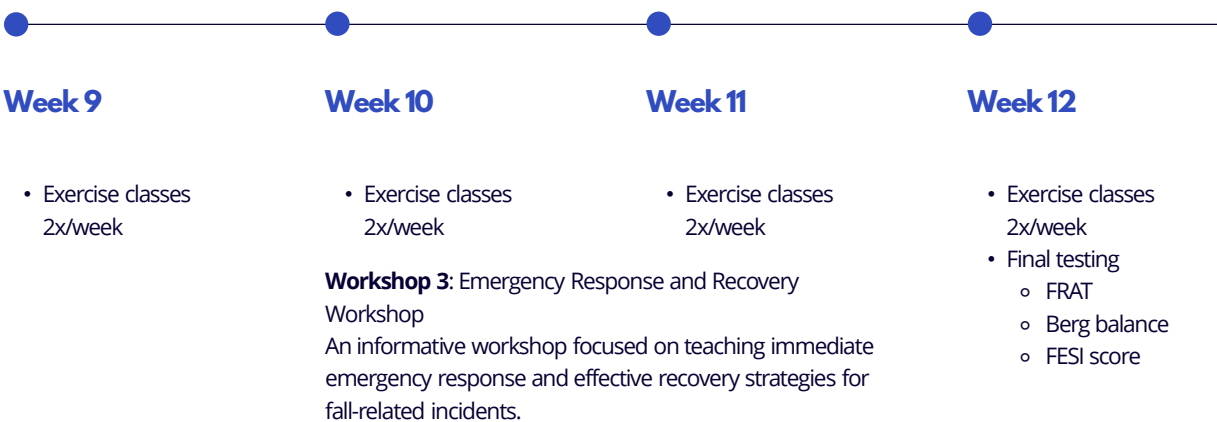 Week 9
• Exercise classes
2x/week
Week 10
• Exercise classes
2x/week
Week 11
• Exercise classes
2x/week
Workshop 3: Emergency Response and Recovery
Workshop
An informative workshop focused on teaching immediate
emergency response and effective recovery strategies for
fall-related incidents.
Week 12
• Exercise classes
2x/week
• Final testing
◦ FRAT
◦ Berg balance
◦ FESI score